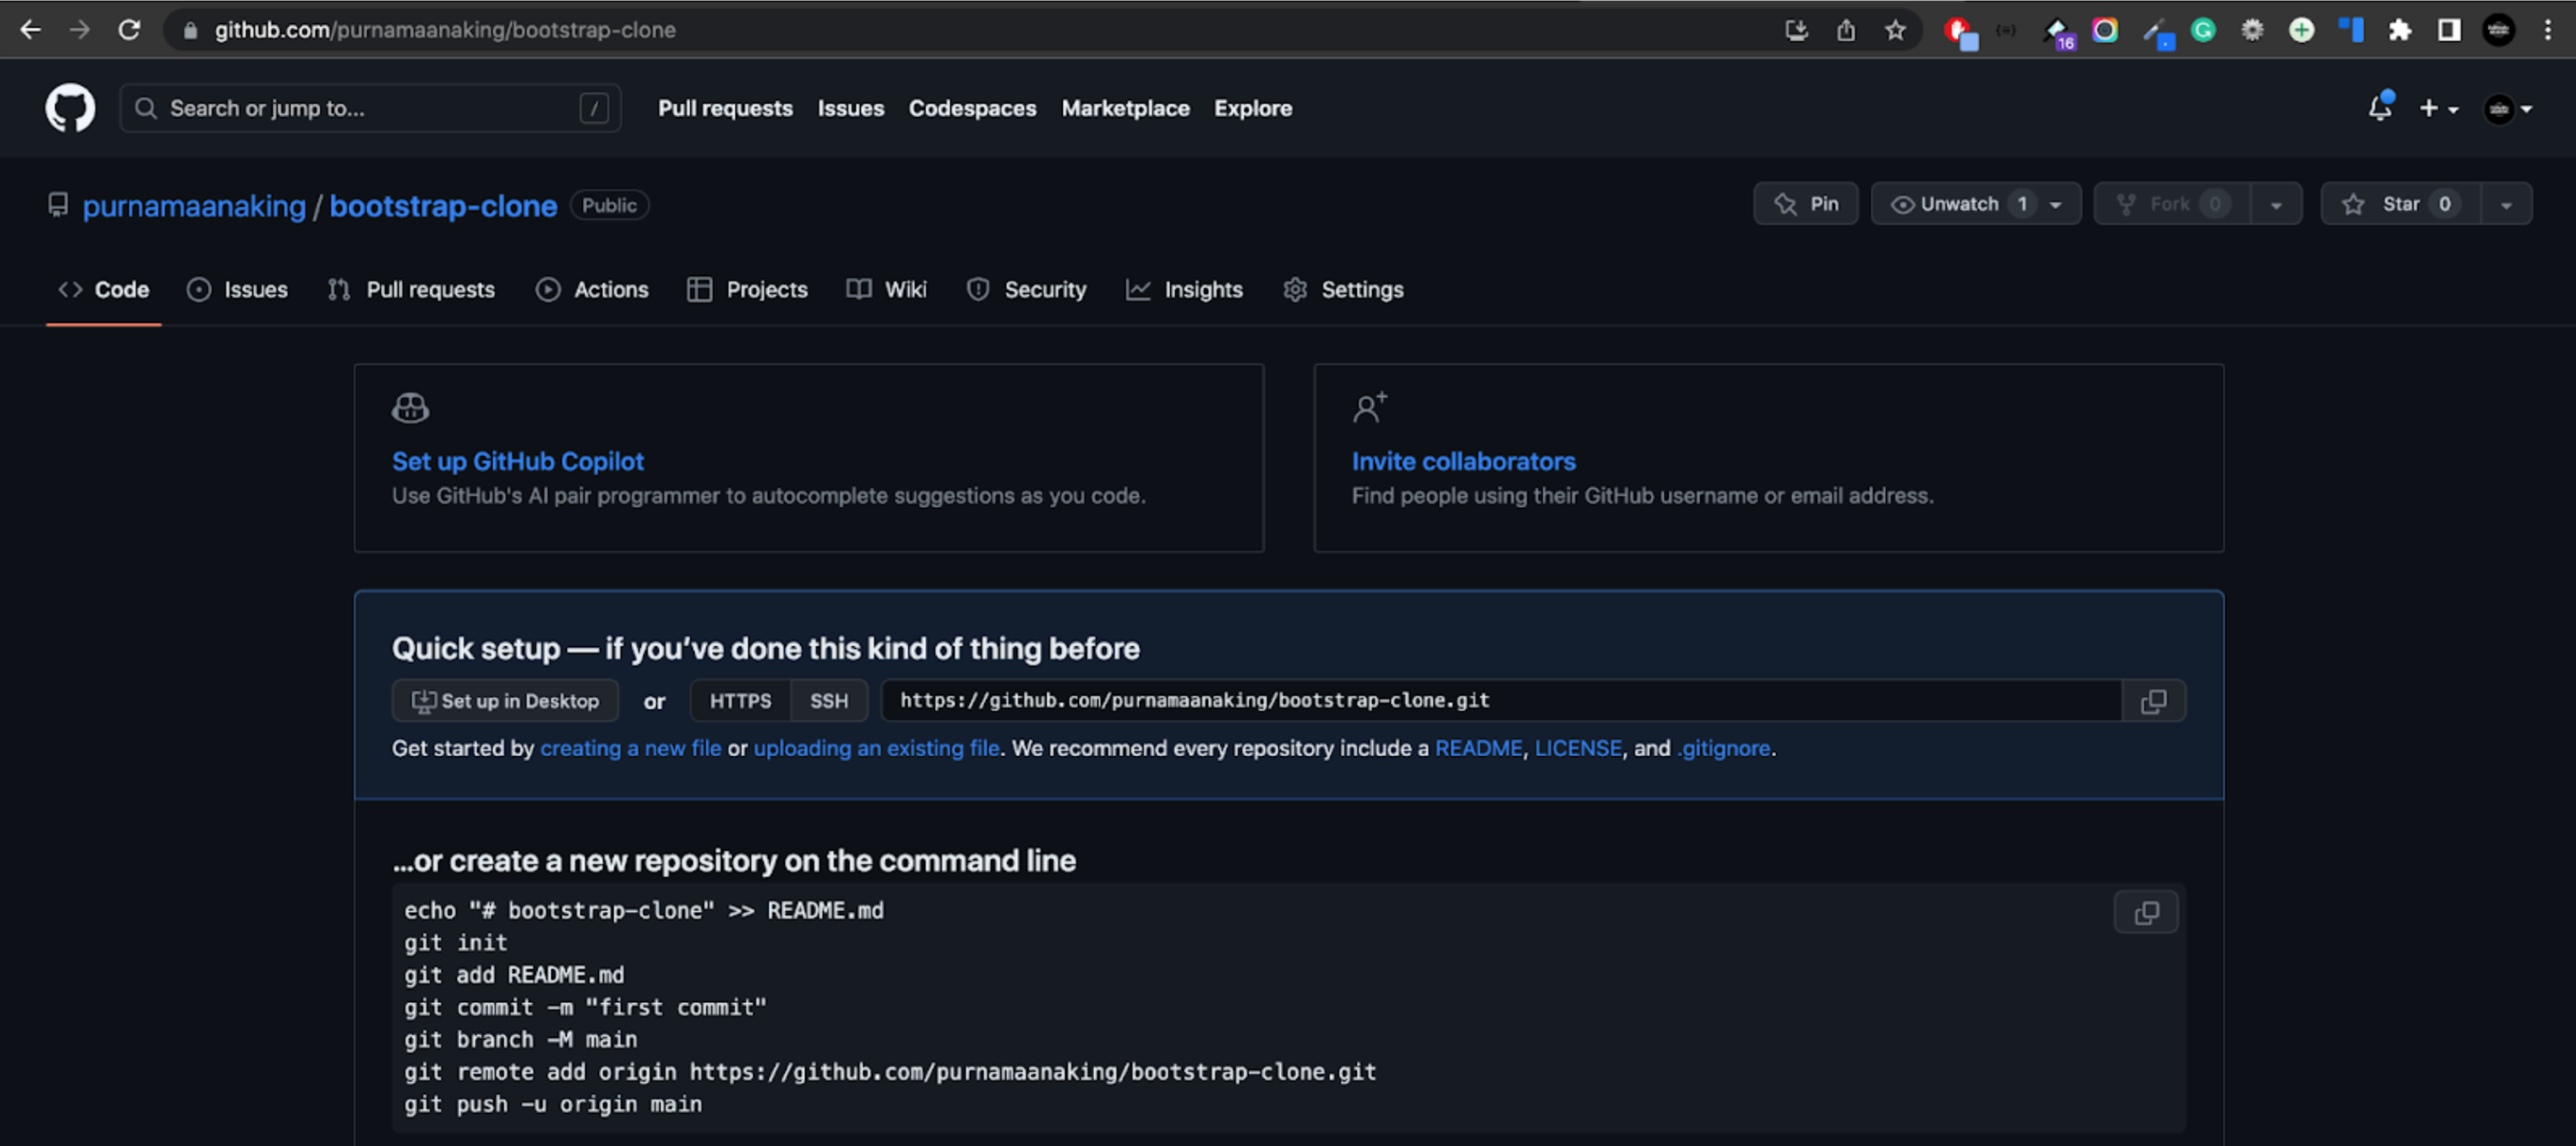 github.com/purnamaanaking/bootstrap-clone
16
Search or jump to... /
Pull requests Issues Codespaces Marketplace Explore
purnamaanaking / bootstrap-clone Public
Pin Unwatch 1 Fork 0 Star 0
Code Issues Pull requests Actions Projects Wiki Security Insights Settings
Set up GitHub Copilot
Use GitHub's AI pair programmer to autocomplete suggestions as you code.
Invite collaborators
Find people using their GitHub username or email address.
Quick setup — if you’ve done this kind of thing before
Set up in Desktop or HTTPS SSH https://github.com/purnamaanaking/bootstrap-clone.git
Get started by creating a new file or uploading an existing file. We recommend every repository include a README, LICENSE, and .gitignore.
…or create a new repository on the command line
echo "# bootstrap-clone" >> README.md
git init
git add README.md
git commit -m "first commit"
git branch -M main
git remote add origin https://github.com/purnamaanaking/bootstrap-clone.git
git push -u origin main